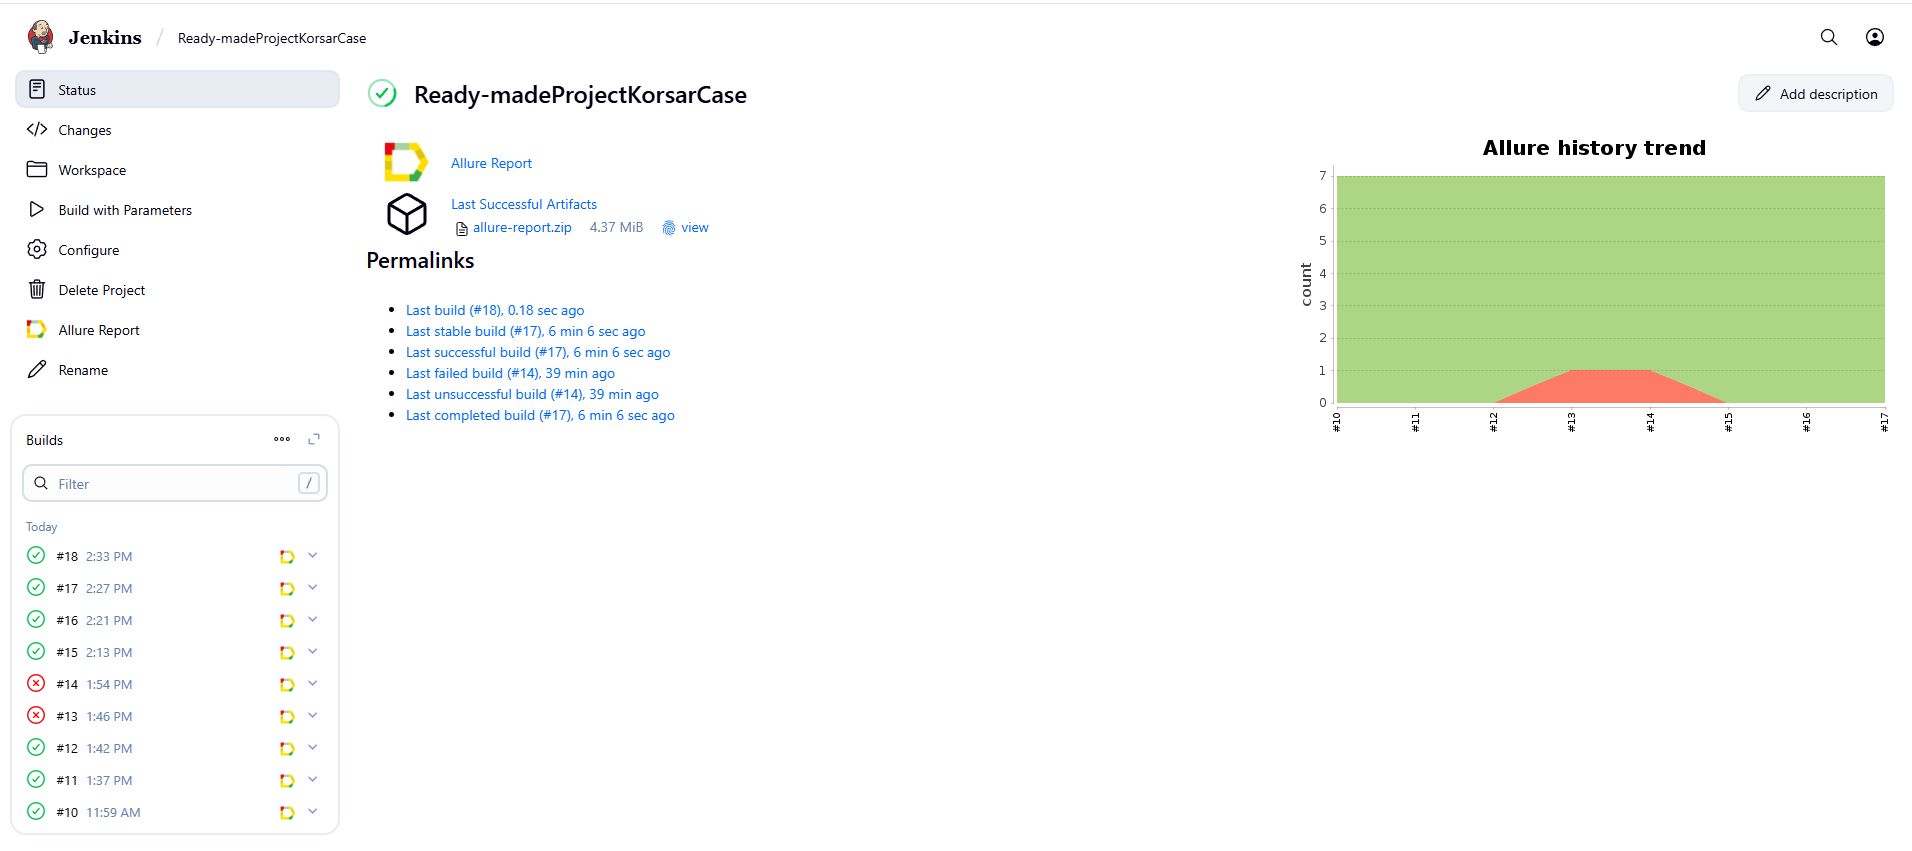 Jenkins / Ready-madeProjectKorsarCase
Status
Changes
Workspace
Build with Parameters
Configure
Delete Project
Allure Report
Rename
Builds
Filter /
Today
#18 2:33 PM
#17 2:27 PM
#16 2:21 PM
#15 2:13 PM
#14 1:54 PM
#13 1:46 PM
#12 1:42 PM
#11 1:37 PM
#10 11:59 AM
Ready-madeProjectKorsarCase
Add description
Allure Report
Last Successful Artifacts
allure-report.zip 4.37 MiB view
Permalinks
Last build (#18), 0.18 sec ago
Last stable build (#17), 6 min 6 sec ago
Last successful build (#17), 6 min 6 sec ago
Last failed build (#14), 39 min ago
Last unsuccessful build (#14), 39 min ago
Last completed build (#17), 6 min 6 sec ago
Allure history trend
count
7
6
5
4
3
2
1
0
#10 #11 #12 #13 #14 #15 #16 #17